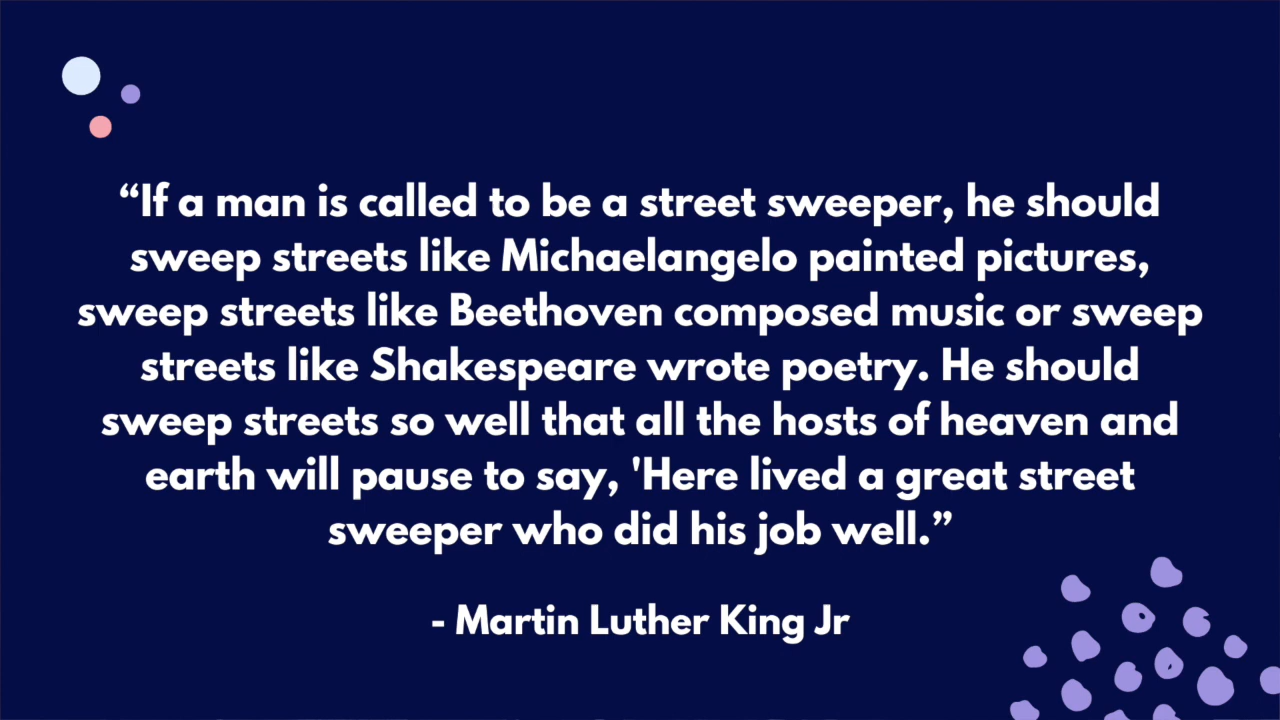 “If a man is called to be a street sweeper, he should
sweep streets like Michaelangelo painted pictures,
sweep streets like Beethoven composed music or sweep
streets like Shakespeare wrote poetry. He should
sweep streets so well that all the hosts of heaven and
earth will pause to say, 'Here lived a great street
sweeper who did his job well.”
- Martin Luther King Jr